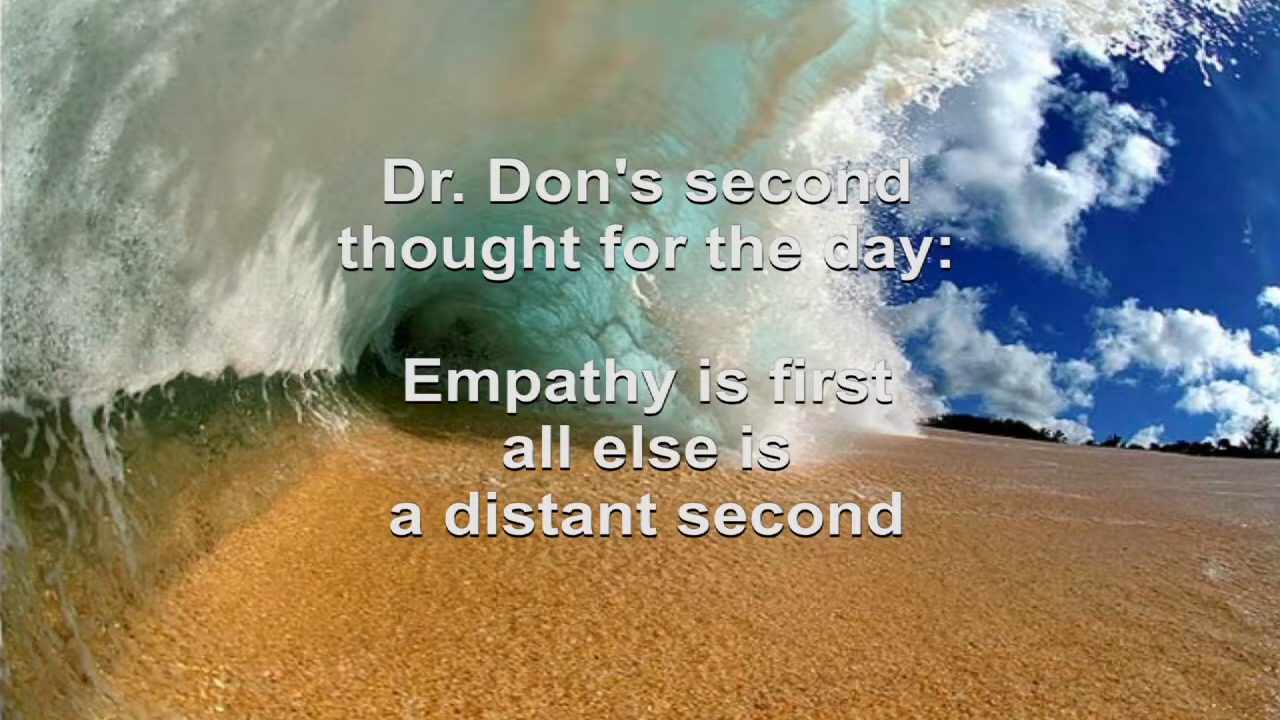 Dr. Don's second
thought for the day:
Empathy is first
all else is
a distant second